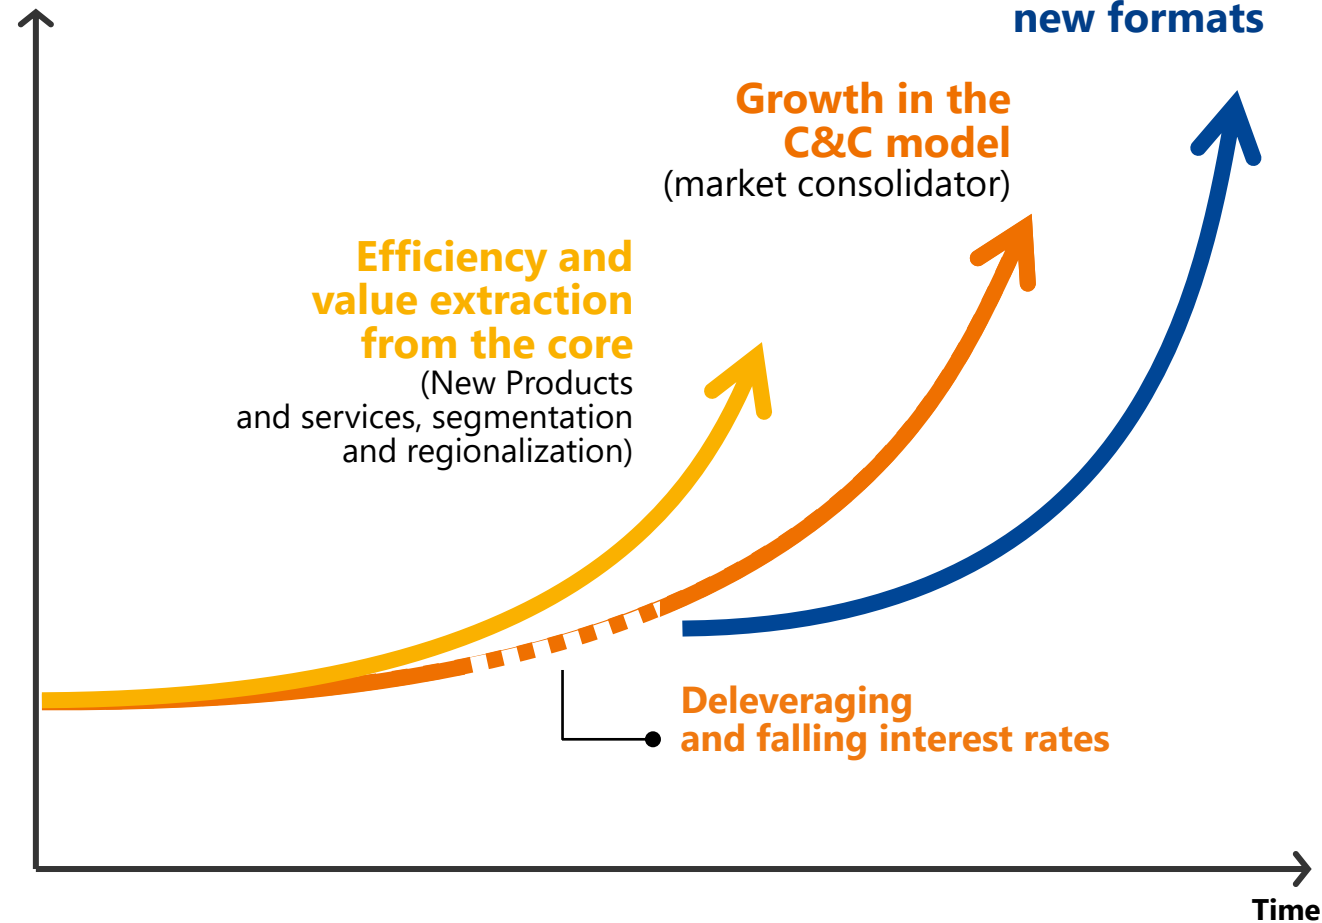 new formats
Growth in the
C&C model
(market consolidator)
Efficiency and
value extraction
from the core
(New Products
and services, segmentation
and regionalization)
Deleveraging
and falling interest rates
Time